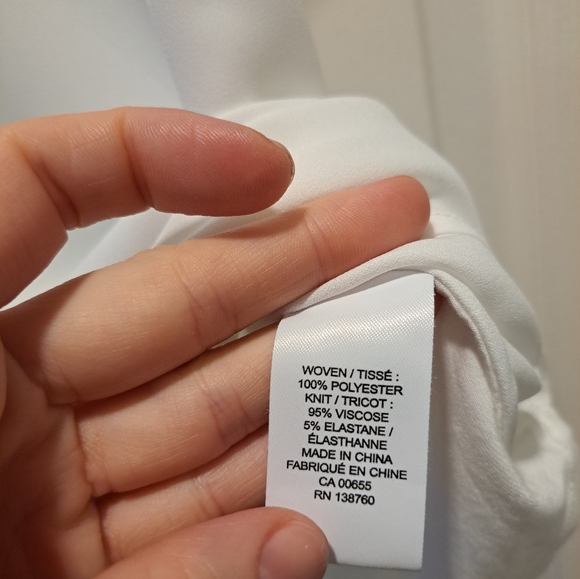 WOVEN / TISSÉ :
100% POLYESTER
KNIT / TRICOT :
95% VISCOSE
5% ELASTANE /
ÉLASTHANNE
MADE IN CHINA
FABRIQUÉ EN CHINE
CA 00655
RN 138760